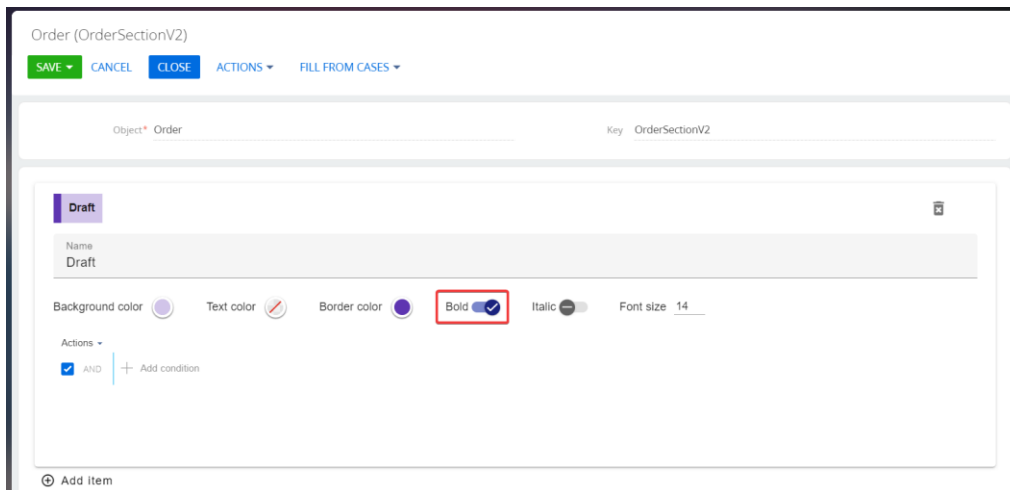 Order (OrderSectionV2)
SAVE CANCEL CLOSE ACTIONS FILL FROM CASES
Object* Order Key OrderSectionV2
Draft
Name
Draft
Background color Text color Border color Bold Italic Font size 14
Actions
AND Add condition
Add item